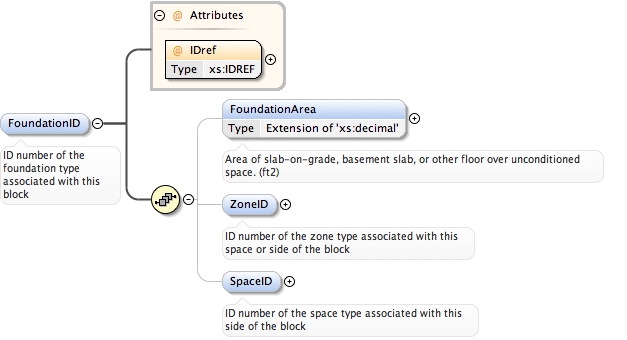 Attributes
@ IDref
Type xs:IDREF
FoundationID
ID number of the
foundation type
associated with this
block
FoundationArea
Type Extension of 'xs:decimal'
Area of slab-on-grade, basement slab, or other floor over unconditioned
space. (ft2)
ZoneID
ID number of the zone type associated with this
space or side of the block
SpaceID
ID number of the space type associated with this
side of the block